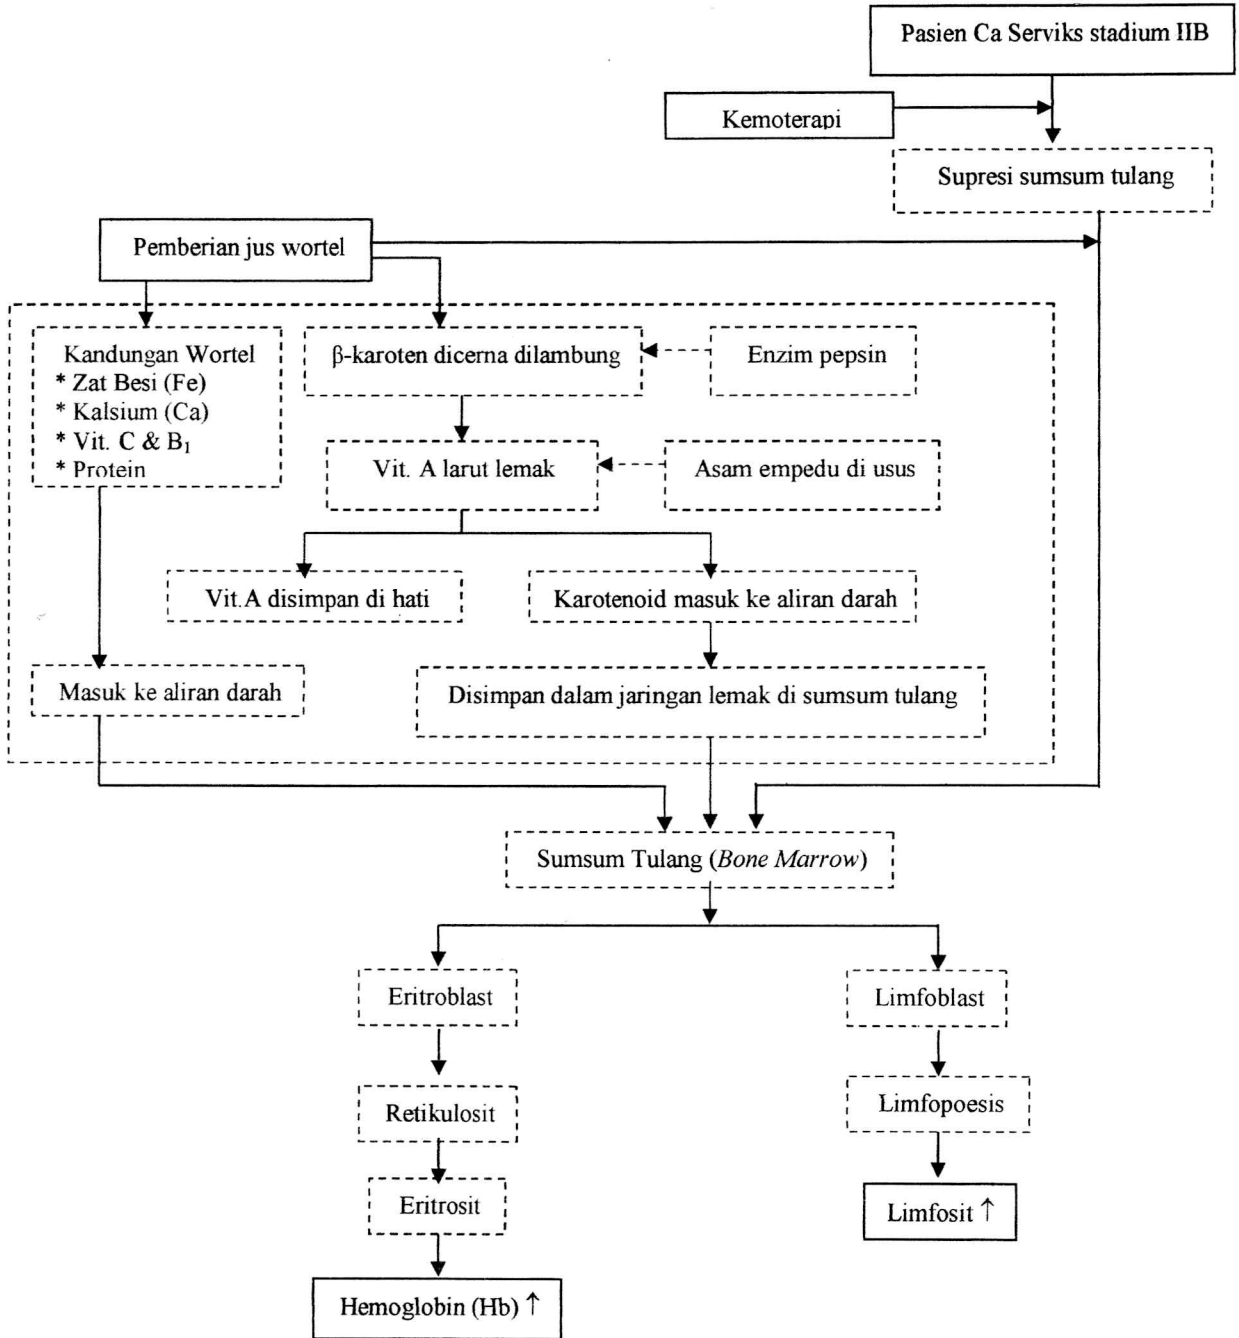 Pasien Ca Serviks stadium IIB
Kemoterapi
Supresi sumsum tulang
Pemberian jus wortel
Kandungan Wortel
* Zat Besi (Fe)
* Kalsium (Ca)
* Vit. C & B₁
* Protein
β-karoten dicerna dilambung
Enzim pepsin
Vit. A larut lemak
Asam empedu di usus
Vit.A disimpan di hati
Karotenoid masuk ke aliran darah
Masuk ke aliran darah
Disimpan dalam jaringan lemak di sumsum tulang
Sumsum Tulang (Bone Marrow)
Eritroblast
Limfoblast
Retikulosit
Limfopoesis
Eritrosit
Limfosit ↑
Hemoglobin (Hb) ↑